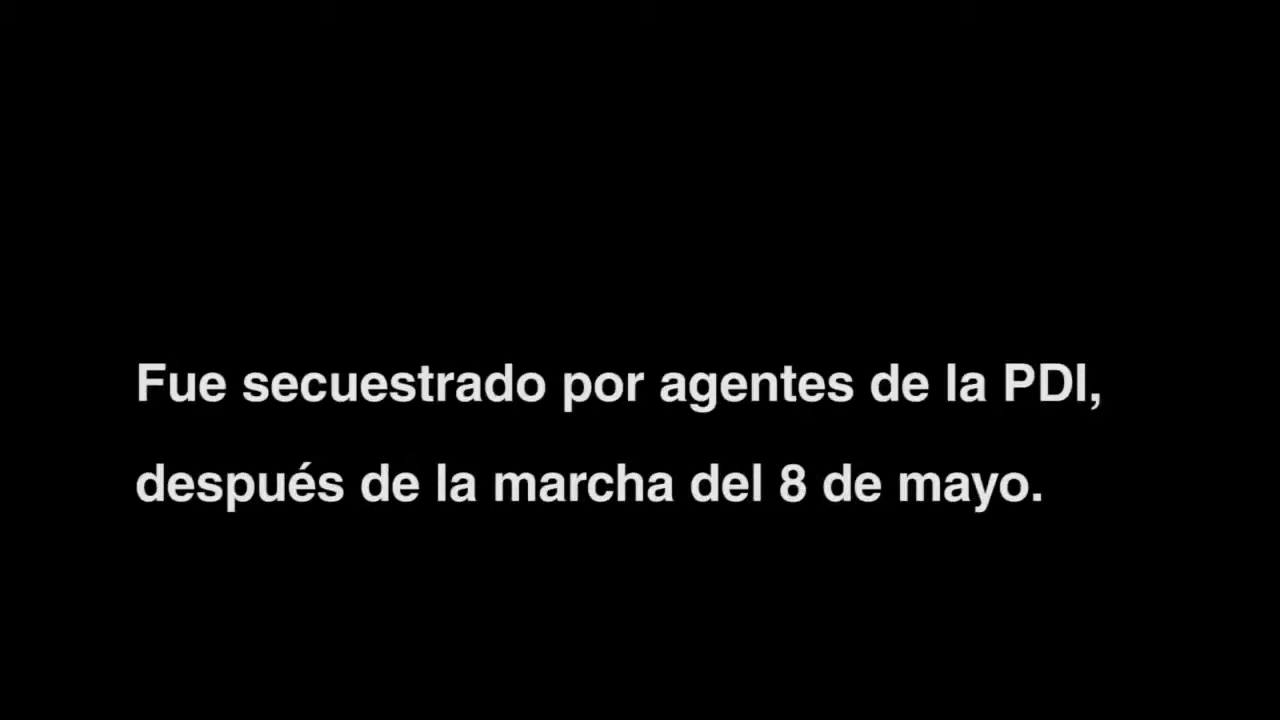 Fue secuestrado por agentes de la PDI,
después de la marcha del 8 de mayo.